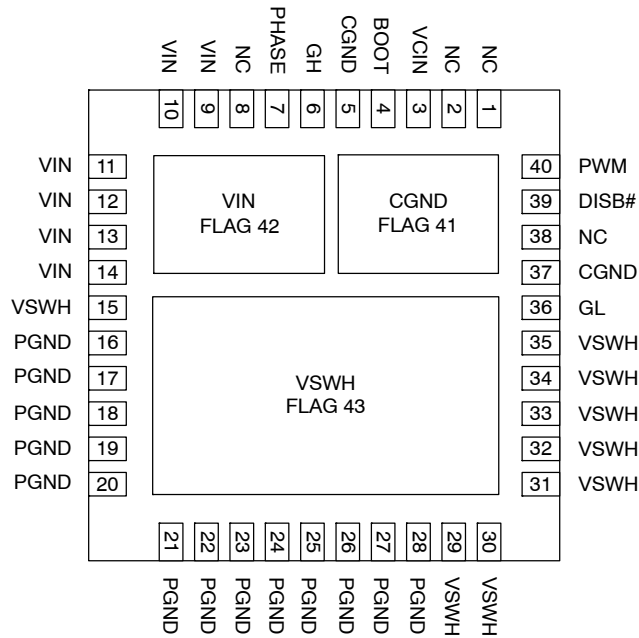 VIN
VIN
NC
PHASE
GH
CGND
BOOT
VCIN
NC
NC
10
9
8
7
6
5
4
3
2
1
VIN 11
VIN 12
VIN 13
VIN 14
VSWH 15
PGND 16
PGND 17
PGND 18
PGND 19
PGND 20
VIN
FLAG 42
CGND
FLAG 41
VSWH
FLAG 43
40 PWM
39 DISB#
38 NC
37 CGND
36 GL
35 VSWH
34 VSWH
33 VSWH
32 VSWH
31 VSWH
21
22
23
24
25
26
27
28
29
30
PGND
PGND
PGND
PGND
PGND
PGND
PGND
PGND
VSWH
VSWH